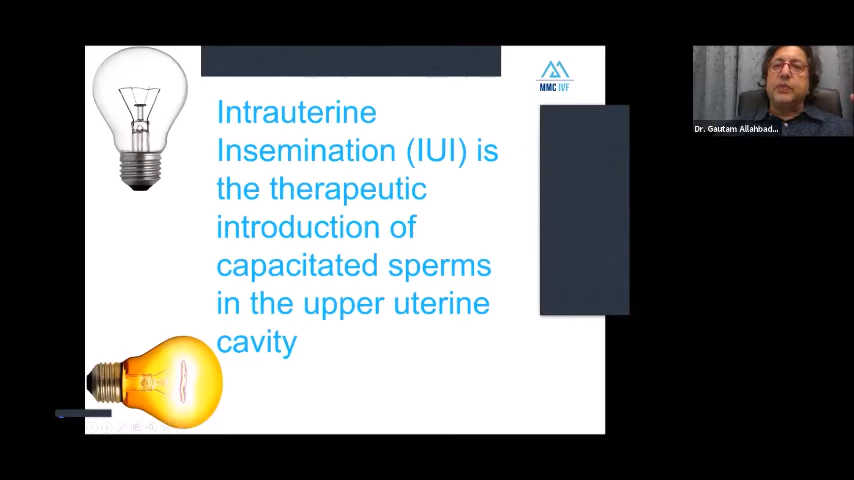 Intrauterine
Insemination (IUI) is
the therapeutic
introduction of
capacitated sperms
in the upper uterine
cavity
MMC IVF
Dr. Gautam Allahbad...